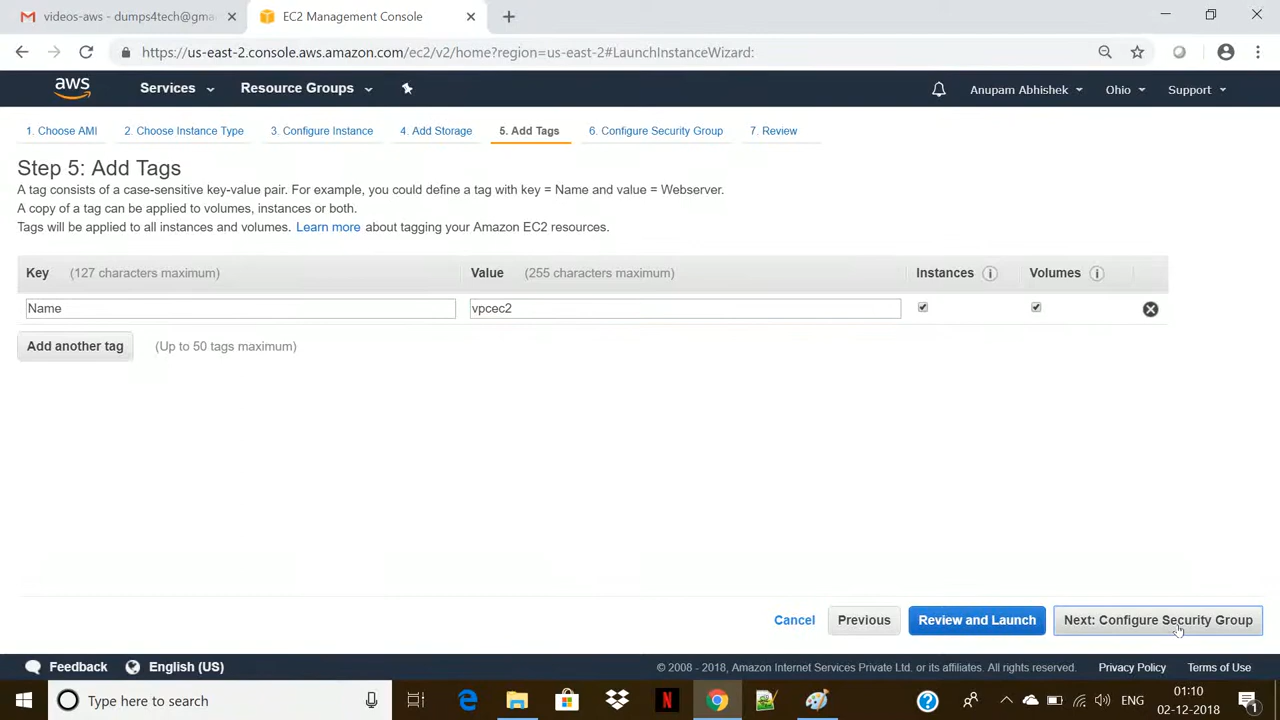 videos-aws - dumps4tech@gma
EC2 Management Console
https://us-east-2.console.aws.amazon.com/ec2/v2/home?region=us-east-2#LaunchInstanceWizard:
aws
Services
Resource Groups
Anupam Abhishek
Ohio
Support
1. Choose AMI
2. Choose Instance Type
3. Configure Instance
4. Add Storage
5. Add Tags
6. Configure Security Group
7. Review
Step 5: Add Tags
A tag consists of a case-sensitive key-value pair. For example, you could define a tag with key = Name and value = Webserver.
A copy of a tag can be applied to volumes, instances or both.
Tags will be applied to all instances and volumes. Learn more about tagging your Amazon EC2 resources.
Key (127 characters maximum)
Value (255 characters maximum)
Instances
Volumes
Name
vpcec2
Add another tag
(Up to 50 tags maximum)
Cancel
Previous
Review and Launch
Next: Configure Security Group
Feedback
English (US)
© 2008 - 2018, Amazon Internet Services Private Ltd. or its affiliates. All rights reserved.
Privacy Policy
Terms of Use
Type here to search
ENG
01:10
02-12-2018